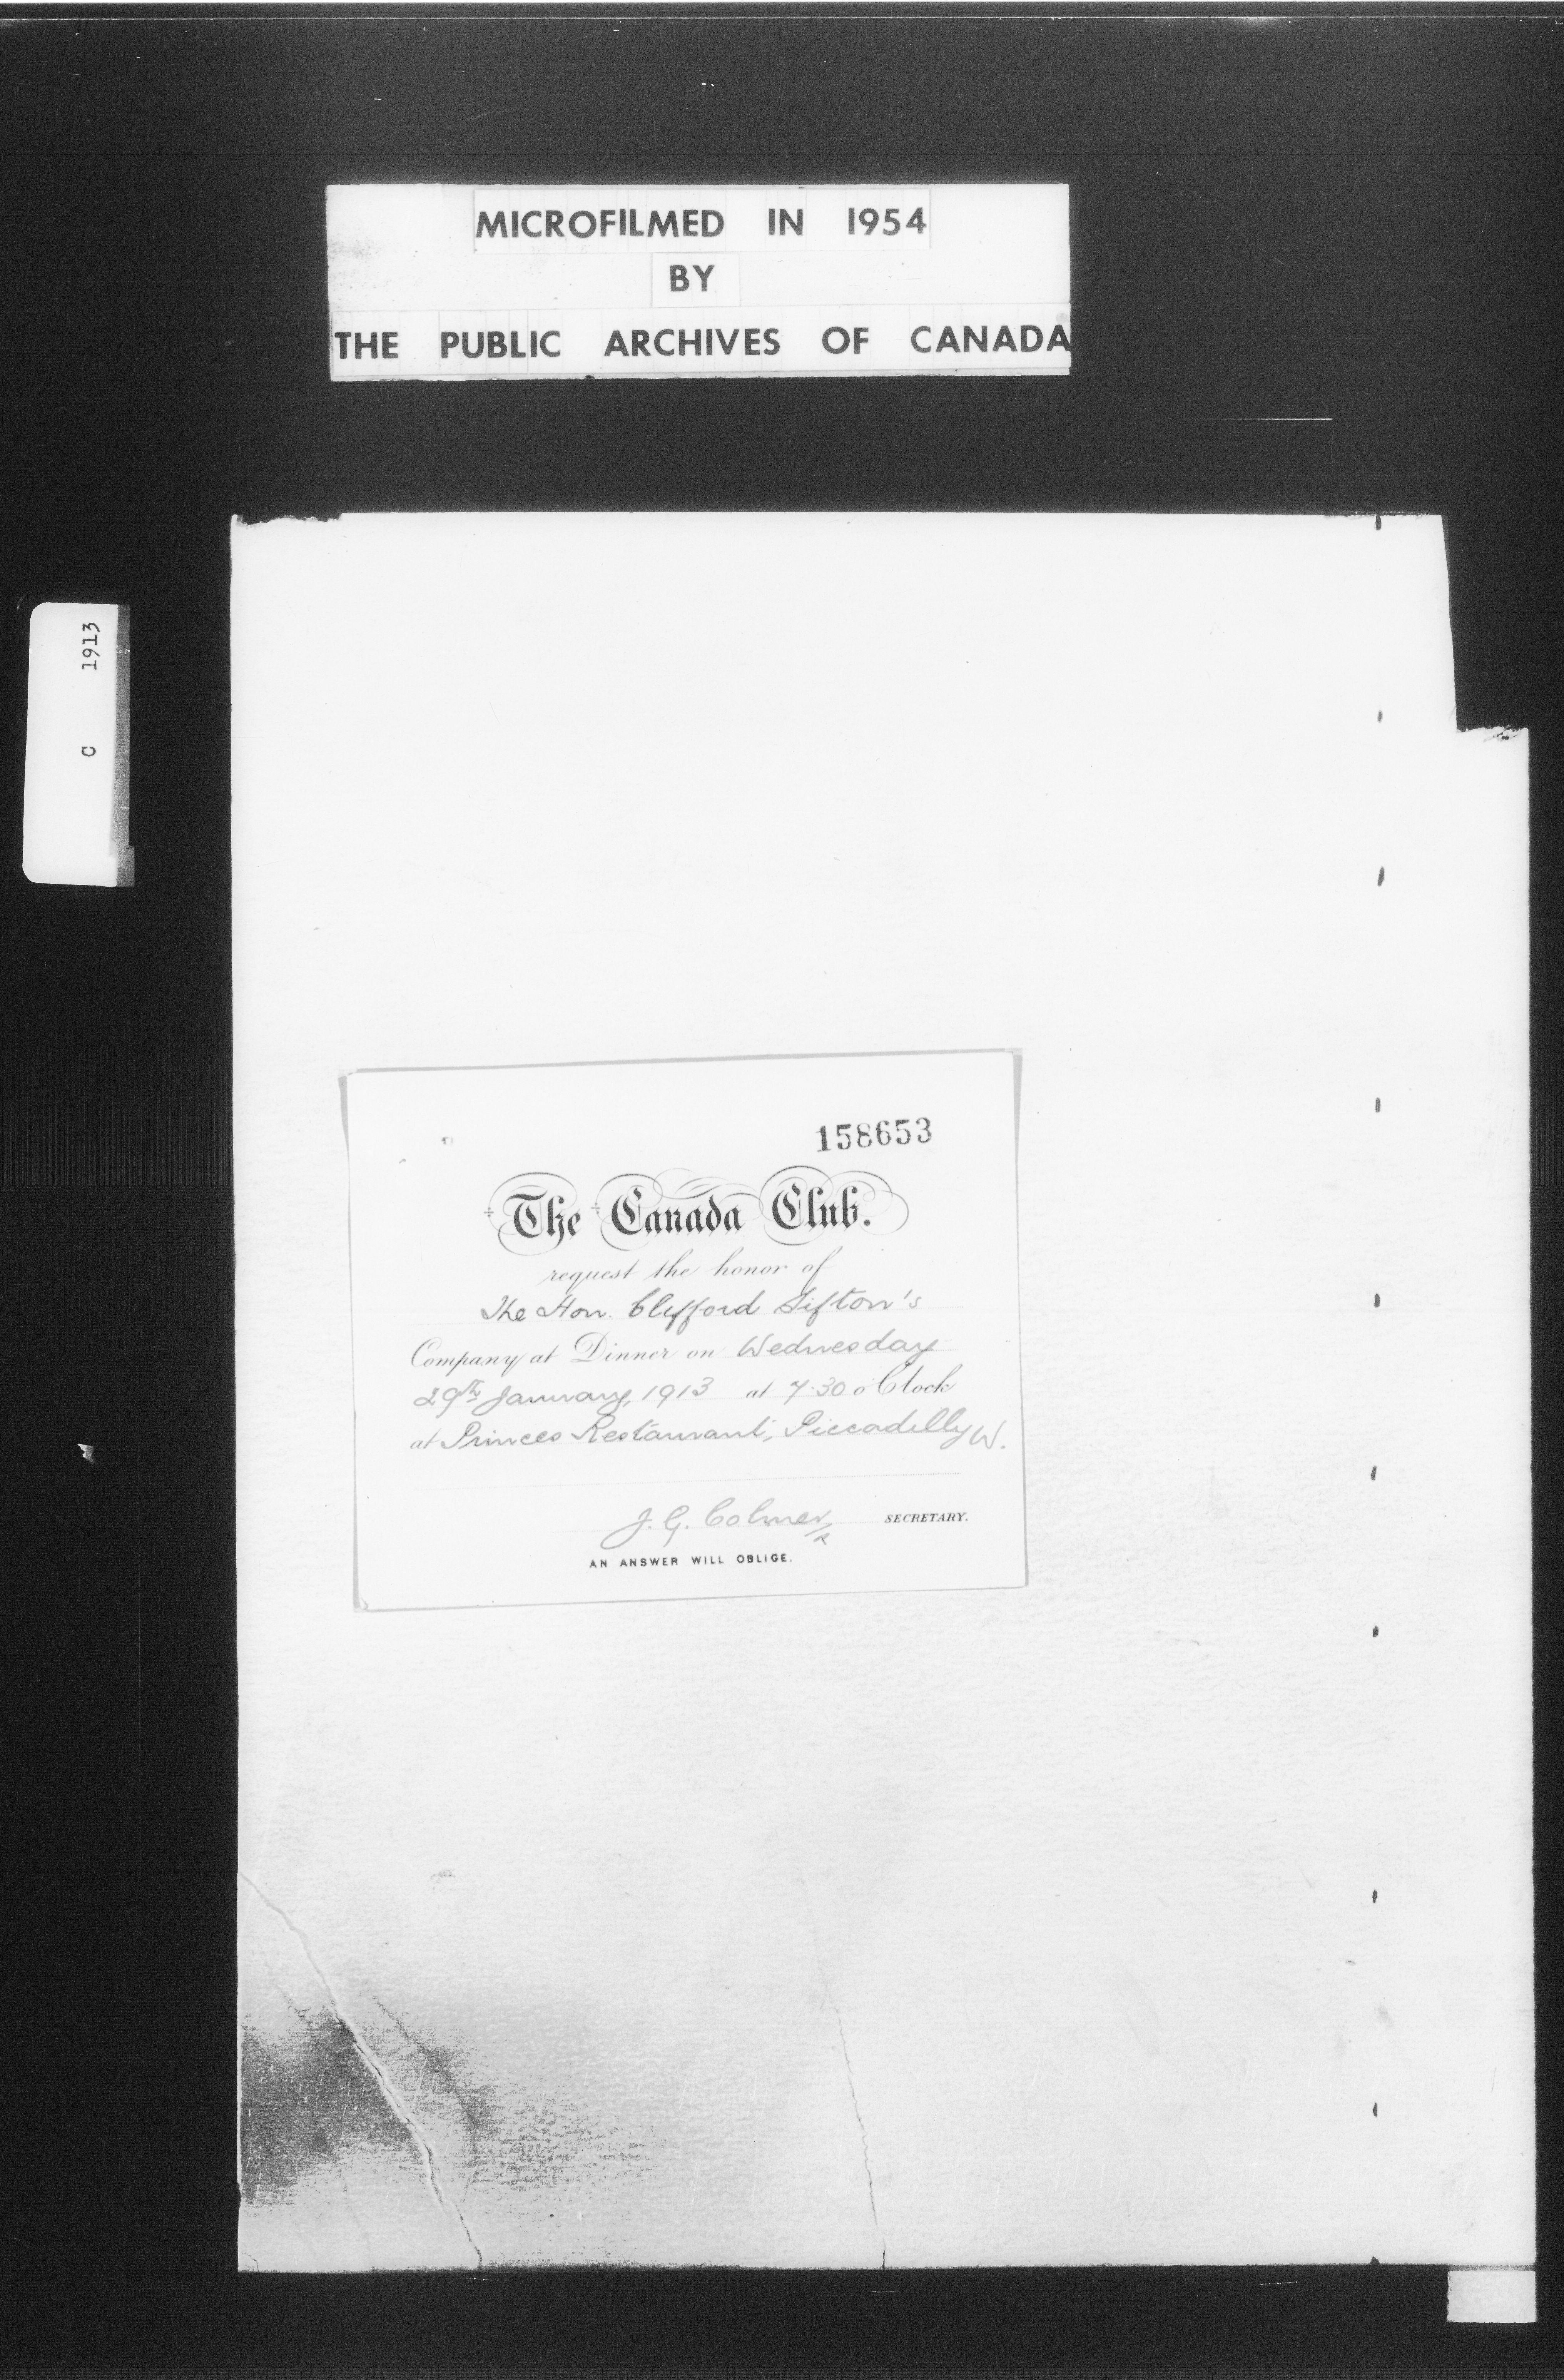 MICROFILMED IN 1954
BY
THE PUBLIC ARCHIVES OF CANADA
C 1913
158653
The Canada Club.
request the honor of
The Hon. Clifford Sifton's
Company at Dinner on Wednesday
29th January, 1913 at 7.30 o'Clock
at Princes Restaurant, Piccadilly W.
J. G. Colmer SECRETARY.
AN ANSWER WILL OBLIGE.